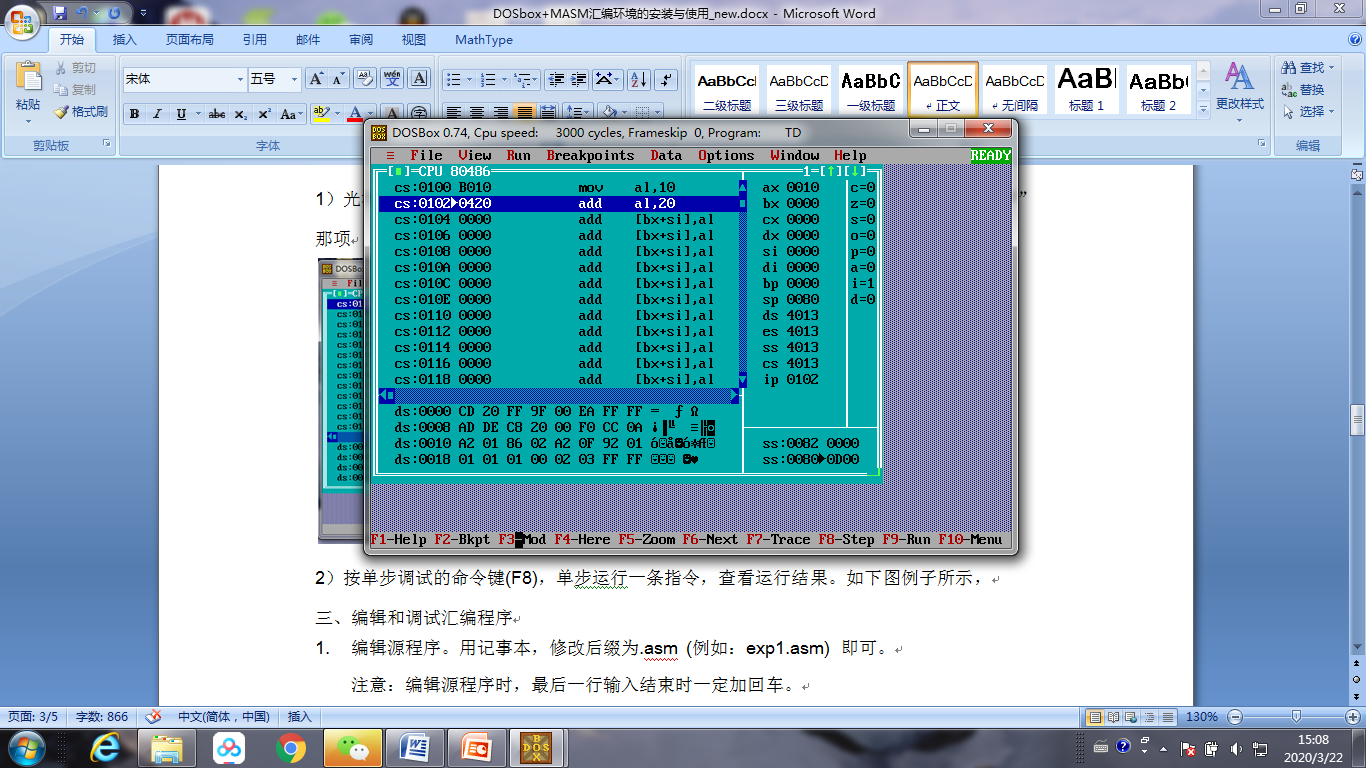 DOSbox+MASM汇编环境的安装与使用_new.docx - Microsoft Word
开始 插入 页面布局 引用 邮件 审阅 视图 MathType
粘贴 剪切 复制 格式刷
宋体 五号
B I U abc x₂ x² Aa
AaBbCcI AaBbCcD AaBbC AaBbCcD AaBbCcD AaBl AaBbC
二级标题 三级标题 一级标题 正文 无间隔 标题 1 标题 2
更改样式
查找 替换 选择
剪贴板 字体 编辑
1）光
那项
DOSBox 0.74, Cpu speed: 3000 cycles, Frameskip 0, Program: TD
≡ File View Run Breakpoints Data Options Window Help READY
CPU 80486 1=[↑][↓]
cs:0100 B010 mov al,10 ax 0010 c=0
cs:0102►0420 add al,20 bx 0000 z=0
cs:0104 0000 add [bx+si],al cx 0000 s=0
cs:0106 0000 add [bx+si],al dx 0000 o=0
cs:0108 0000 add [bx+si],al si 0000 p=0
cs:010A 0000 add [bx+si],al di 0000 a=0
cs:010C 0000 add [bx+si],al bp 0000 i=1
cs:010E 0000 add [bx+si],al sp 0080 d=0
cs:0110 0000 add [bx+si],al ds 4013
cs:0112 0000 add [bx+si],al es 4013
cs:0114 0000 add [bx+si],al ss 4013
cs:0116 0000 add [bx+si],al cs 4013
cs:0118 0000 add [bx+si],al ip 0102
ds:0000 CD 20 FF 9F 00 EA FF FF = ƒ Ω
ds:0008 AD DE C8 20 00 F0 CC 0A
ds:0010 A2 01 86 02 A2 0F 92 01 ss:0082 0000
ds:0018 01 01 01 00 02 03 FF FF ss:0080►0D00
F1-Help F2-Bkpt F3-Mod F4-Here F5-Zoom F6-Next F7-Trace F8-Step F9-Run F10-Menu
2）按单步调试的命令键(F8)，单步运行一条指令，查看运行结果。如下图例子所示，
三、编辑和调试汇编程序
1. 编辑源程序。用记事本，修改后缀为.asm (例如：exp1.asm) 即可。
注意：编辑源程序时，最后一行输入结束时一定加回车。
页面: 3/5 字数: 866 中文(简体，中国) 插入 130%
15:08
2020/3/22